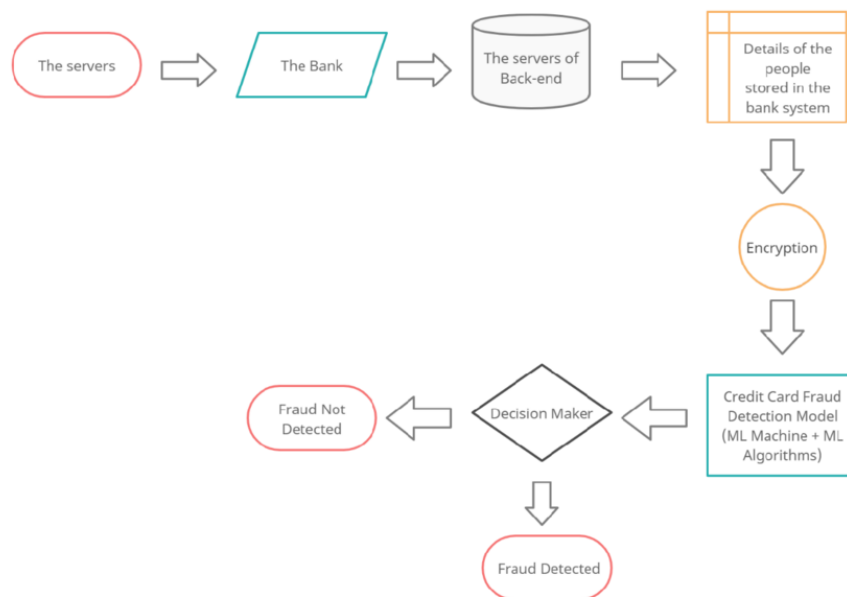 The servers
The Bank
The servers of
Back-end
Details of the
people
stored in the
bank system
Encryption
Credit Card Fraud
Detection Model
(ML Machine + ML
Algorithms)
Decision Maker
Fraud Not
Detected
Fraud Detected